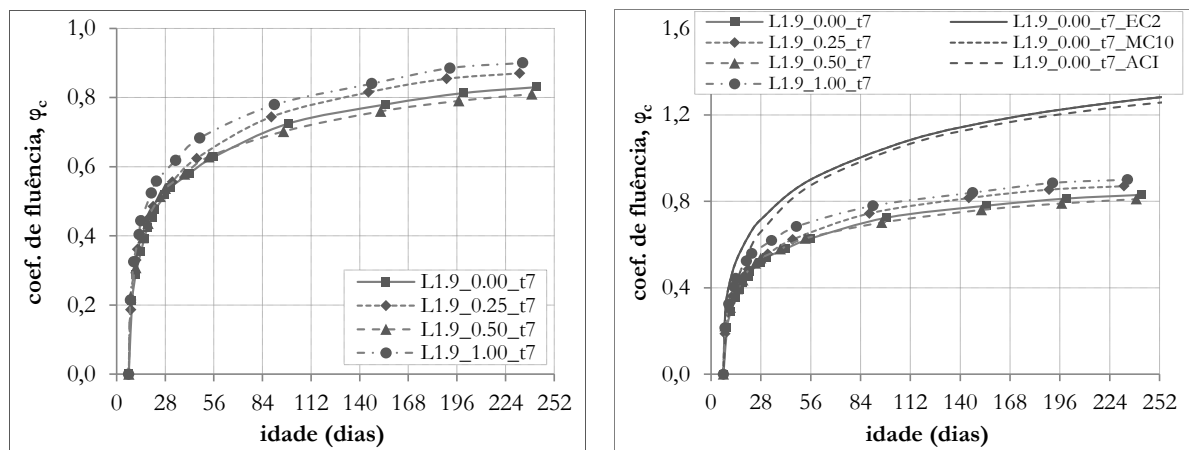 1,0
0,8
0,6
0,4
0,2
0,0
coef. de fluência, φc
0
28
56
84
112
140
168
196
224
252
idade (dias)
L1.9_0.00_t7
L1.9_0.25_t7
L1.9_0.50_t7
L1.9_1.00_t7
1,6
1,2
0,8
0,4
0,0
coef. de fluência, φc
0
28
56
84
112
140
168
196
224
252
idade (dias)
L1.9_0.00_t7
L1.9_0.25_t7
L1.9_0.50_t7
L1.9_1.00_t7
L1.9_0.00_t7_EC2
L1.9_0.00_t7_MC10
L1.9_0.00_t7_ACI